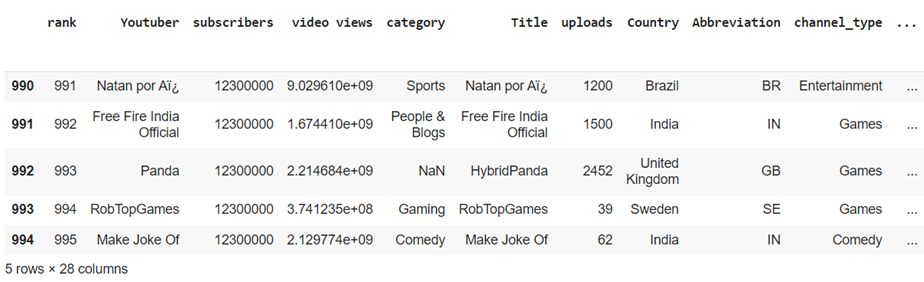 rank Youtuber subscribers video views category Title uploads Country Abbreviation channel_type ...
990 991 Natan por Aï¿ 12300000 9.029610e+09 Sports Natan por Aï¿ 1200 Brazil BR Entertainment ...
991 992 Free Fire India Official 12300000 1.674410e+09 People & Blogs Free Fire India Official 1500 India IN Games ...
992 993 Panda 12300000 2.214684e+09 NaN HybridPanda 2452 United Kingdom GB Games ...
993 994 RobTopGames 12300000 3.741235e+08 Gaming RobTopGames 39 Sweden SE Games ...
994 995 Make Joke Of 12300000 2.129774e+09 Comedy Make Joke Of 62 India IN Comedy ...
5 rows × 28 columns